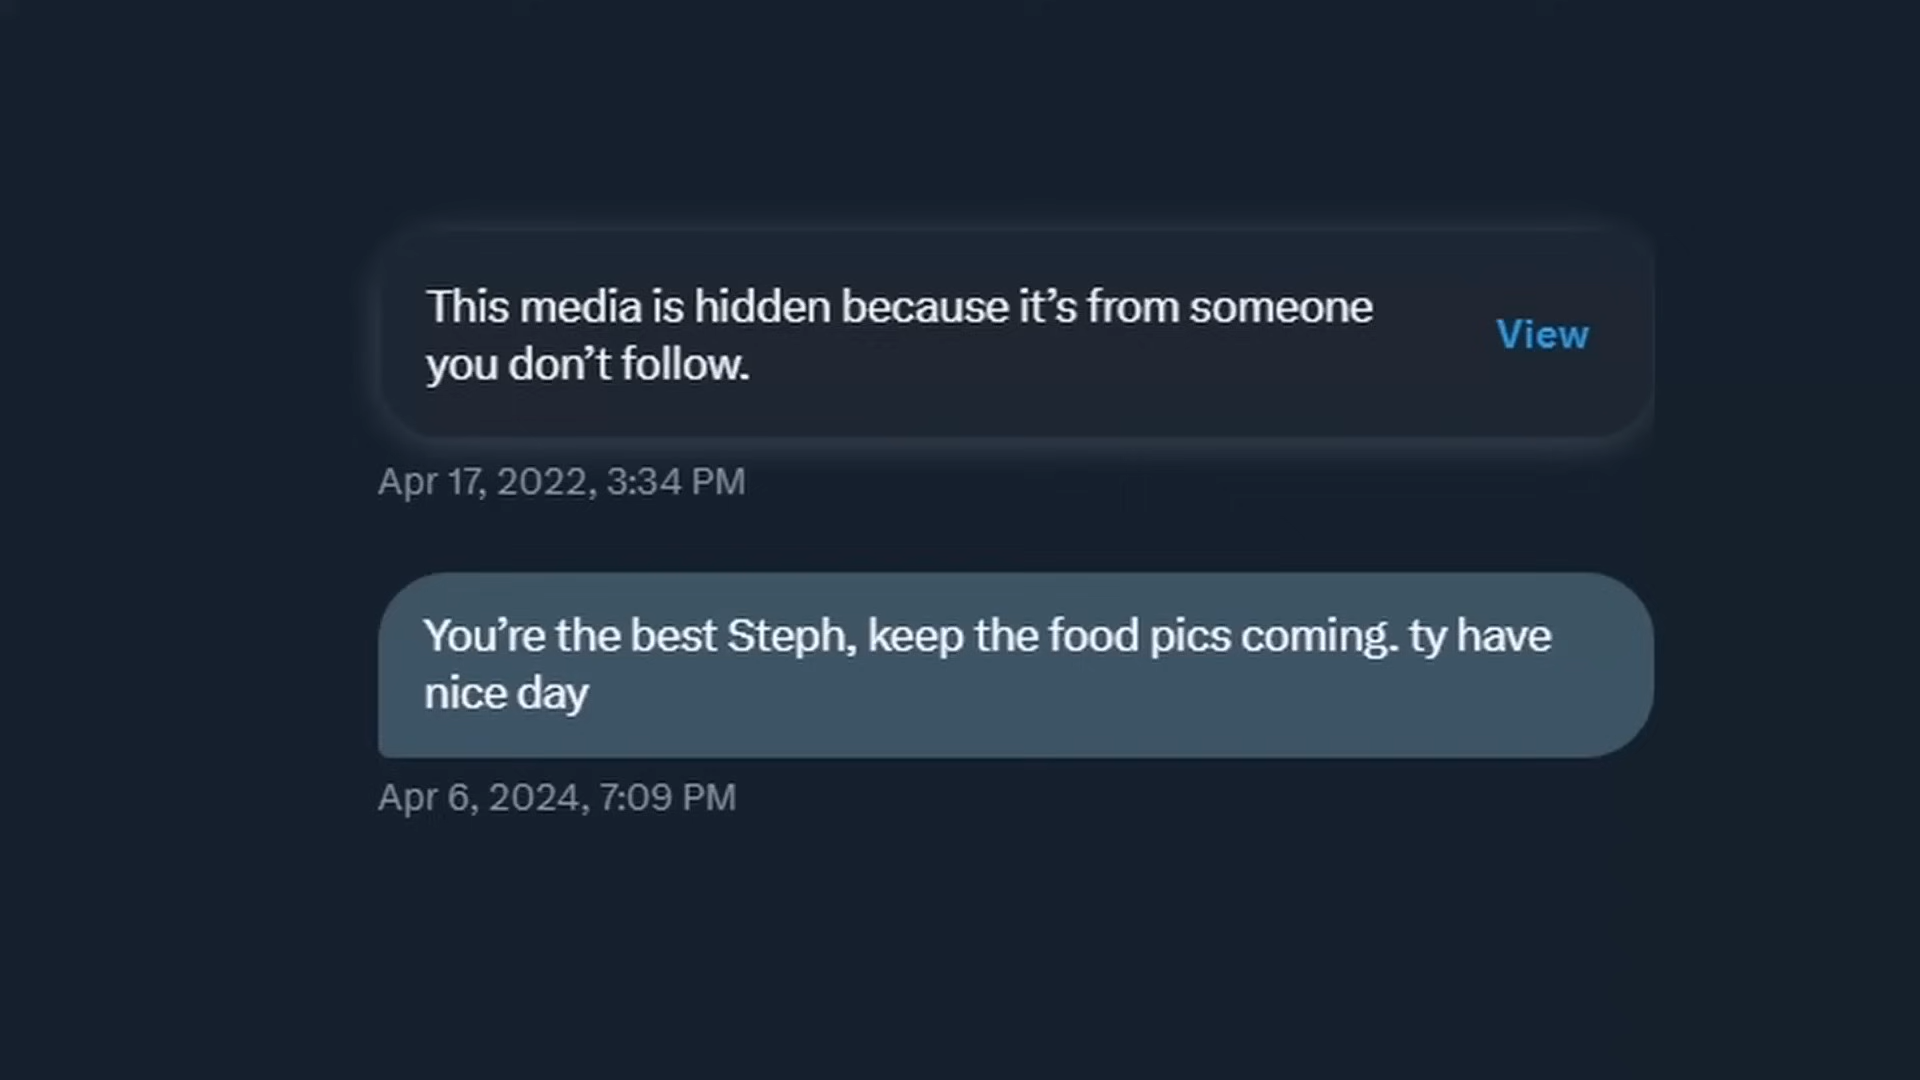 This media is hidden because it’s from someone
you don’t follow.
View
Apr 17, 2022, 3:34 PM
You’re the best Steph, keep the food pics coming. ty have
nice day
Apr 6, 2024, 7:09 PM